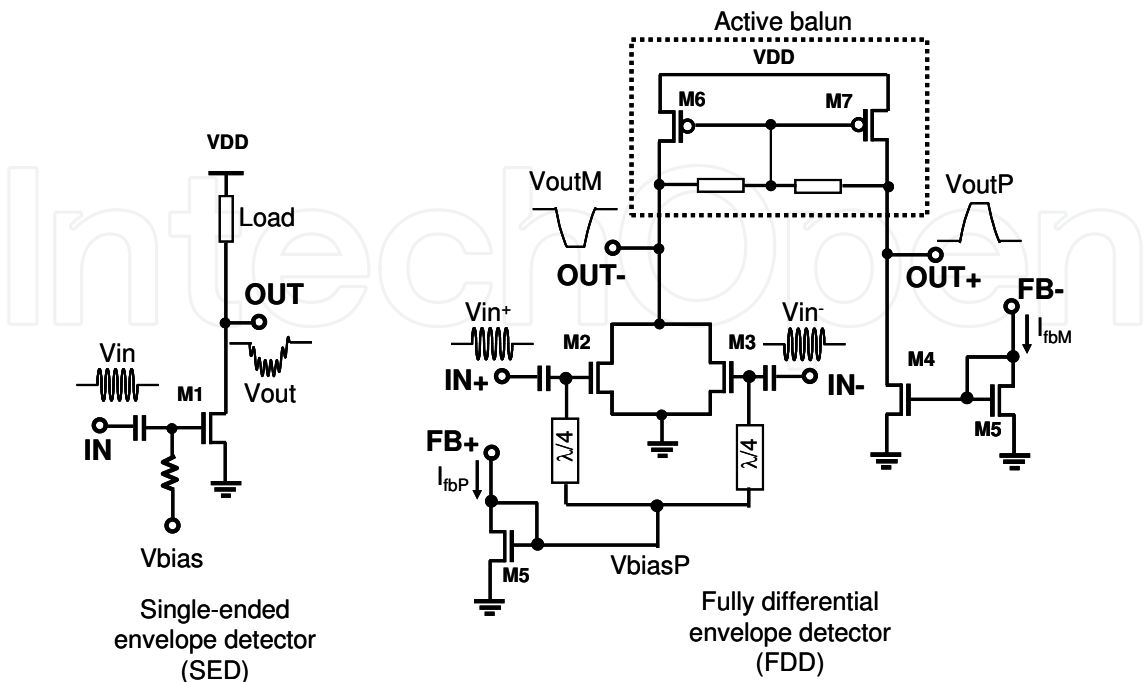 Active balun
VDD
M6
M7
VDD
Load
VoutM
VoutP
OUT-
OUT+
OUT
FB-
IfbM
Vin
Vin+
Vin-
M1
Vout
M2
M3
M4
IN+
IN-
M5
IN
λ/4
λ/4
FB+
IfbP
Vbias
M5
VbiasP
Single-ended
envelope detector
(SED)
Fully differential
envelope detector
(FDD)
IntechOpen